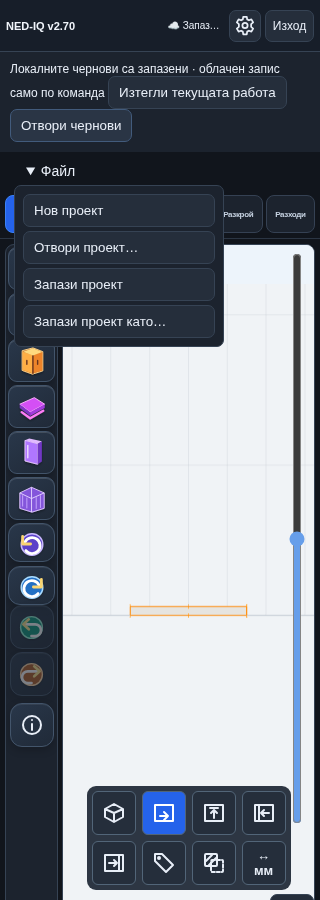 NED-IQ v2.70
☁️ Запаз…
Изход
Локалните чернови са запазени · облачен запис
само по команда
Изтегли текущата работа
Отвори чернови
▼ Файл
Нов проект
Отвори проект…
Запази проект
Запази проект като…
Разкрой
Разходи
↔
мм